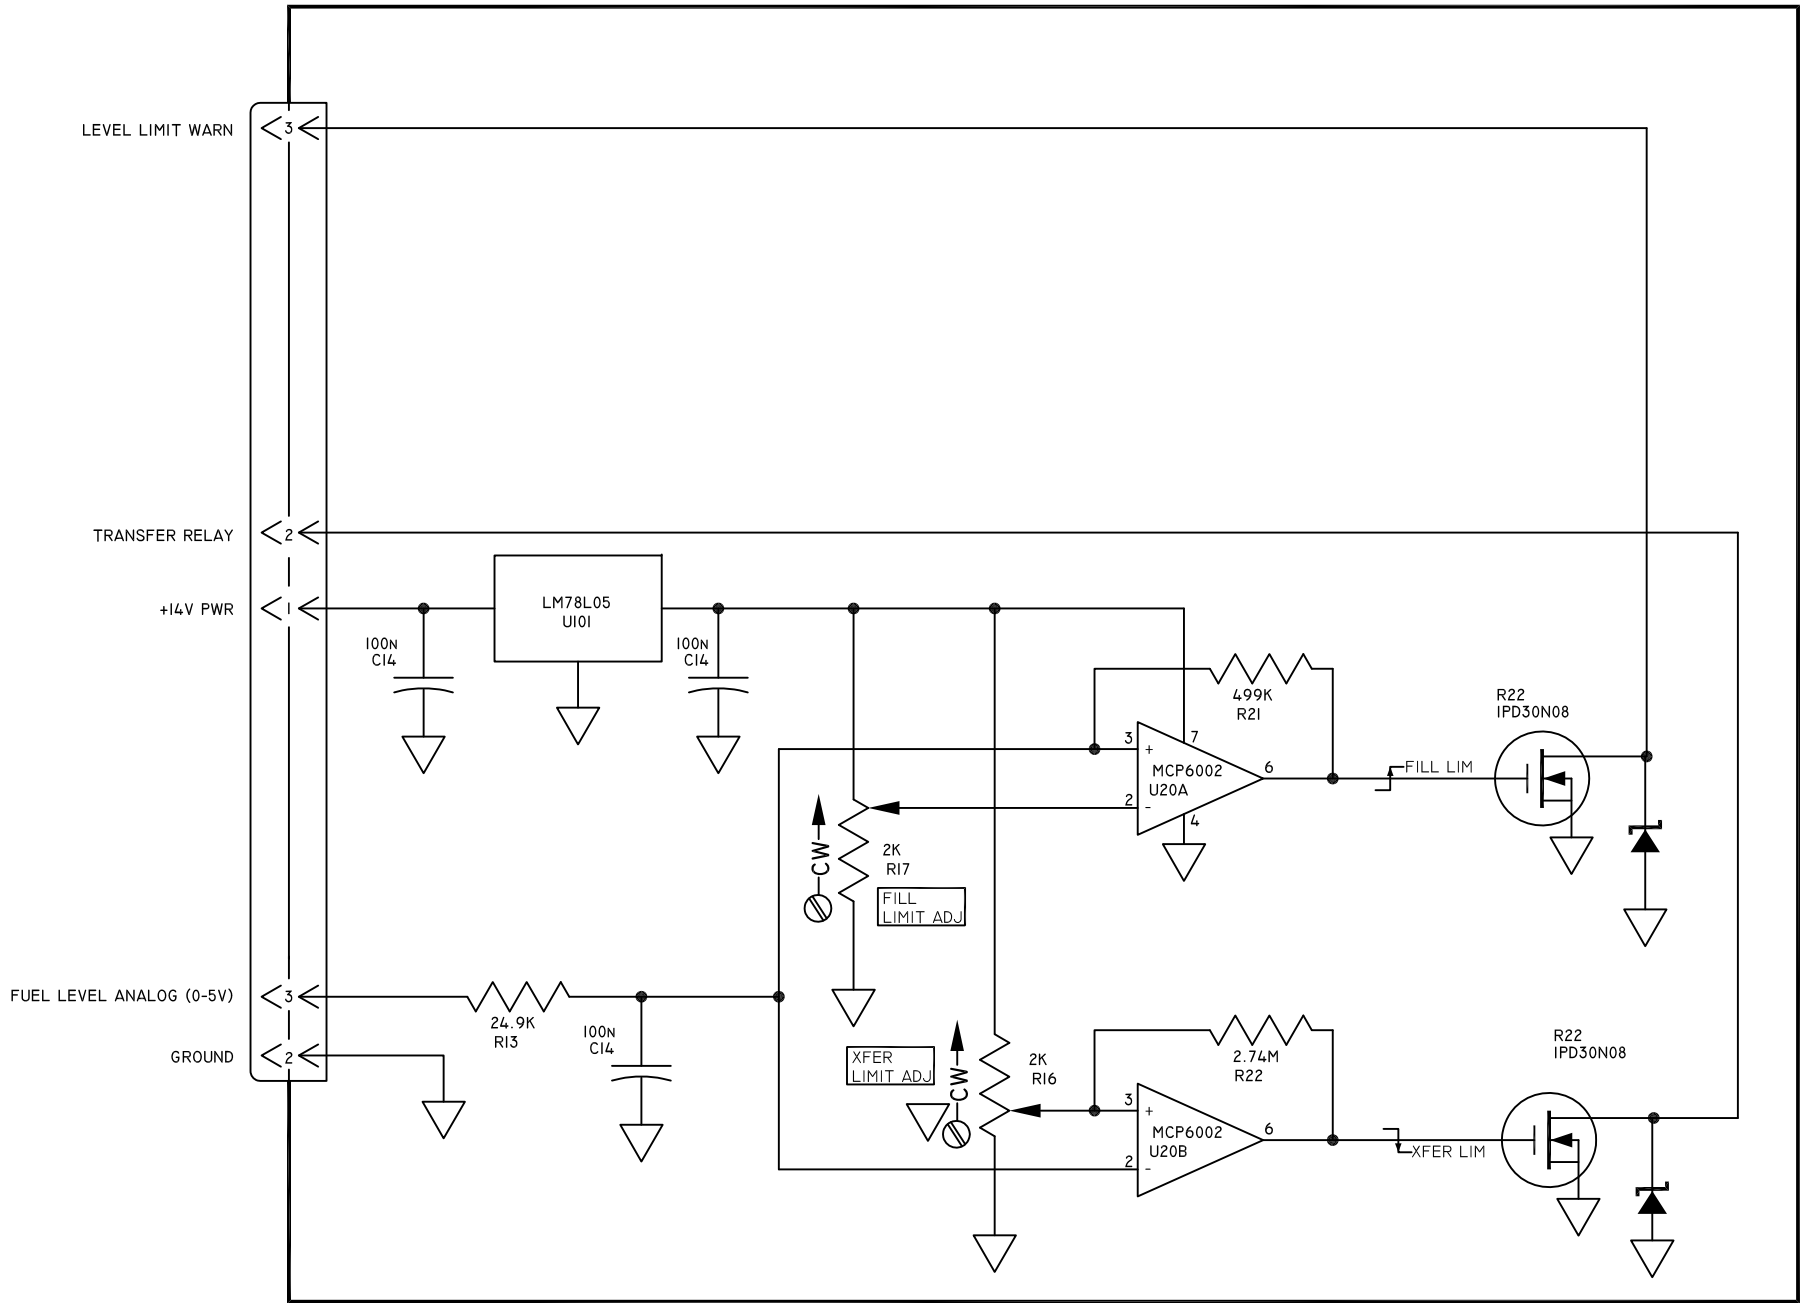 LEVEL LIMIT WARN
3
TRANSFER RELAY
2
+14V PWR
1
LM78L05
U101
100N
C14
100N
C14
499K
R21
R22
IPD30N08
3
+
7
MCP6002
U20A
6
2
-
4
FILL LIM
CW
2K
R17
FILL
LIMIT ADJ
FUEL LEVEL ANALOG (0-5V)
3
24.9K
R13
100N
C14
GROUND
2
XFER
LIMIT ADJ
CW
2K
R16
2.74M
R22
R22
IPD30N08
3
+
MCP6002
U20B
6
2
-
XFER LIM